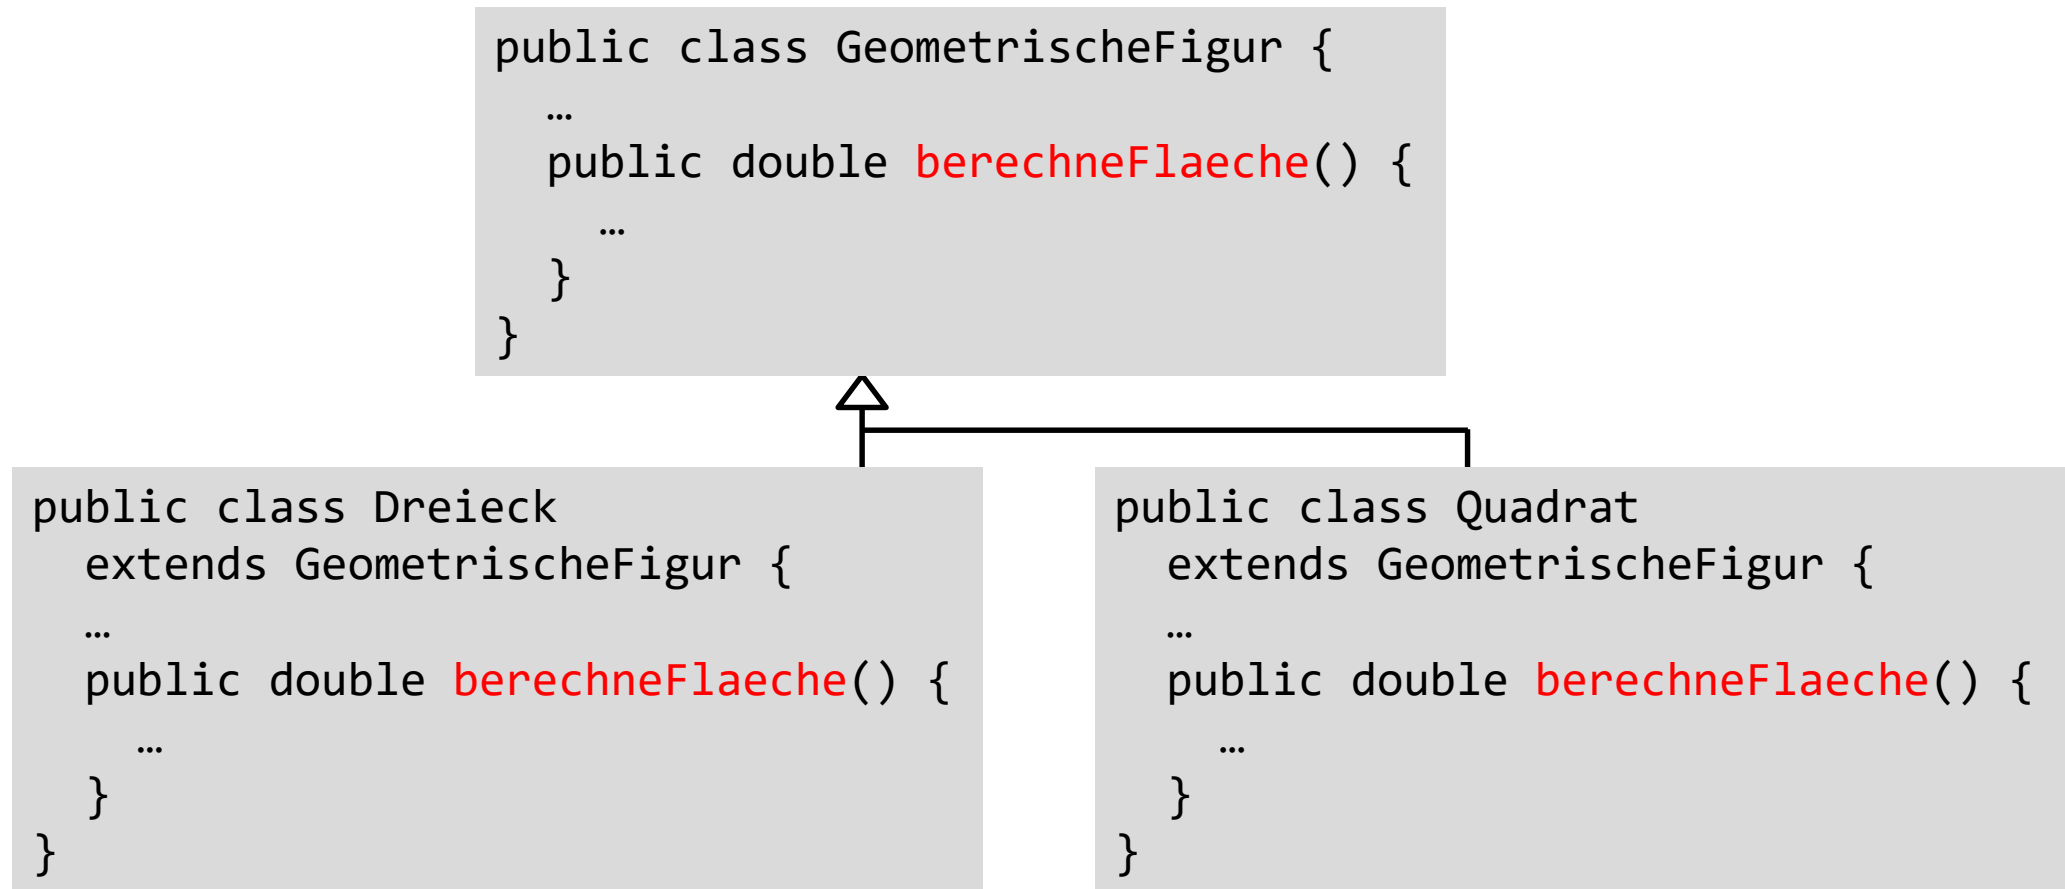 public class GeometrischeFigur {
…
public double berechneFlaeche() {
…
}
}
public class Dreieck
extends GeometrischeFigur {
…
public double berechneFlaeche() {
…
}
}
public class Quadrat
extends GeometrischeFigur {
…
public double berechneFlaeche() {
…
}
}